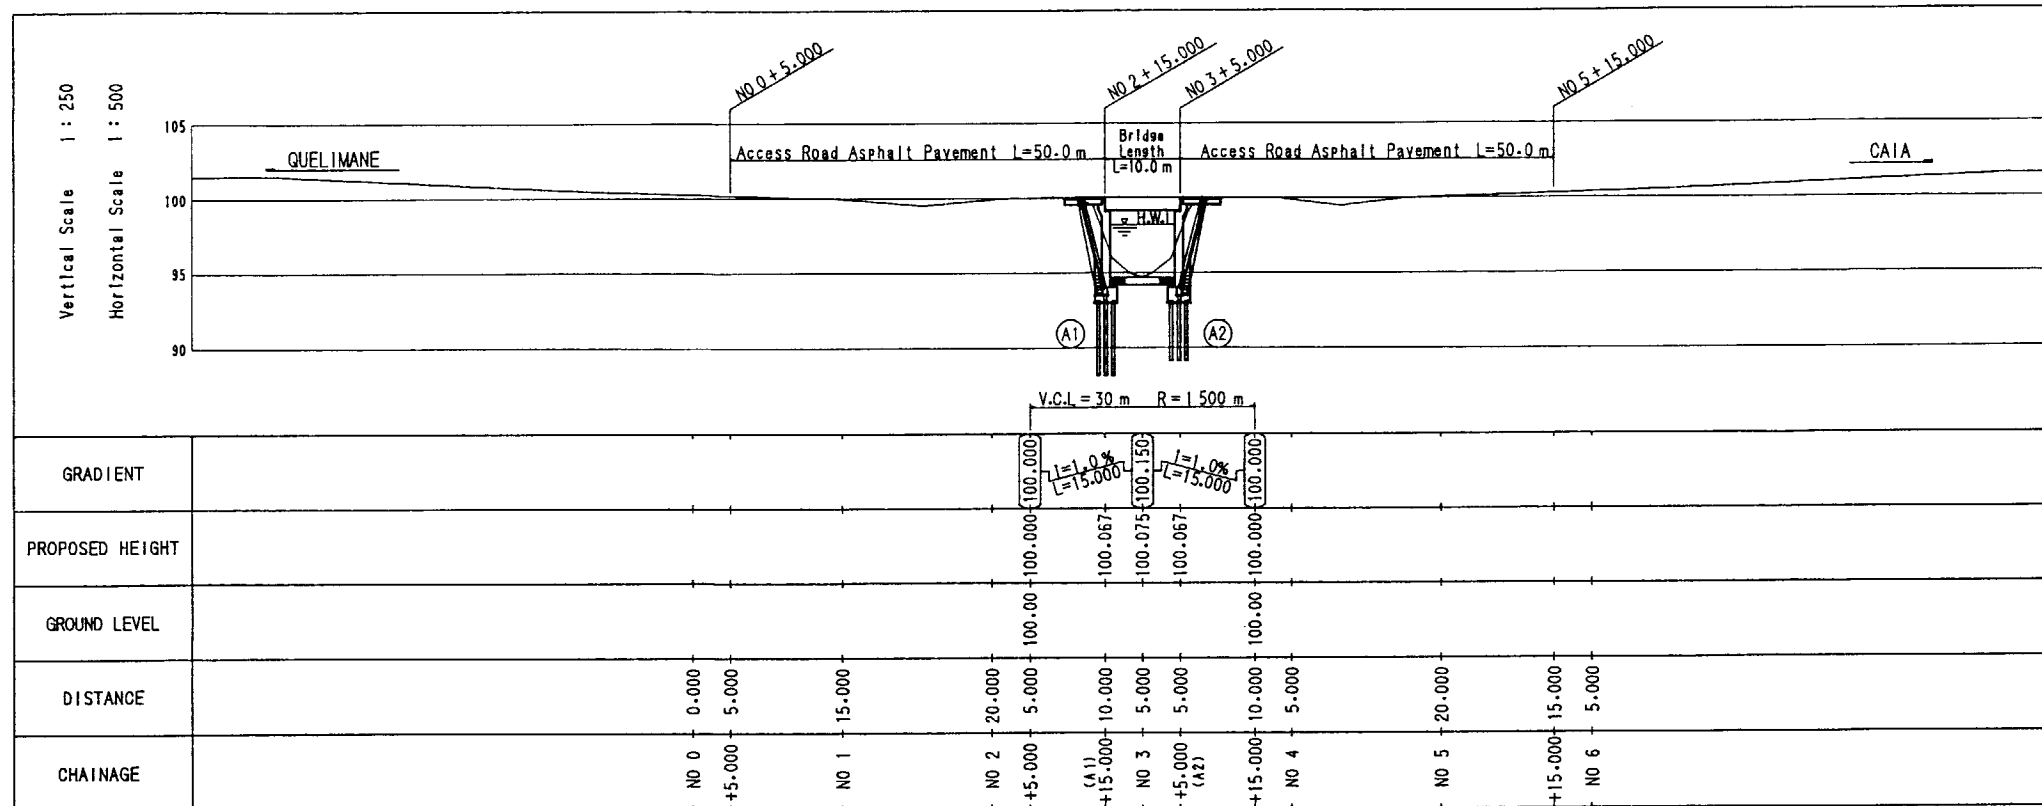 Vertical Scale 1:250
Horizontal Scale 1:500
NO 0+5.000
NO 2+15.000
NO 3+5.000
NO 5+15.000
105
100
95
90
QUELIMANE
Access Road Asphalt Pavement L=50.0 m
Bridge
Length
L=10.0 m
Access Road Asphalt Pavement L=50.0 m
CAIA
H.W.L
A1
A2
V.C.L = 30 m R = 1 500 m
GRADIENT
100.000
I=1.0%
L=15.000
100.150
I=1.0%
L=15.000
100.000
PROPOSED HEIGHT
100.000
100.067
100.075
100.067
100.000
GROUND LEVEL
100.00
100.00
DISTANCE
0.000
5.000
15.000
20.000
5.000
10.000
5.000
5.000
10.000
5.000
20.000
15.000
5.000
CHAINAGE
NO 0
+5.000
NO 1
NO 2
+5.000
(A1)
+15.000
NO 3
+5.000
(A2)
+15.000
NO 4
NO 5
+15.000
NO 6